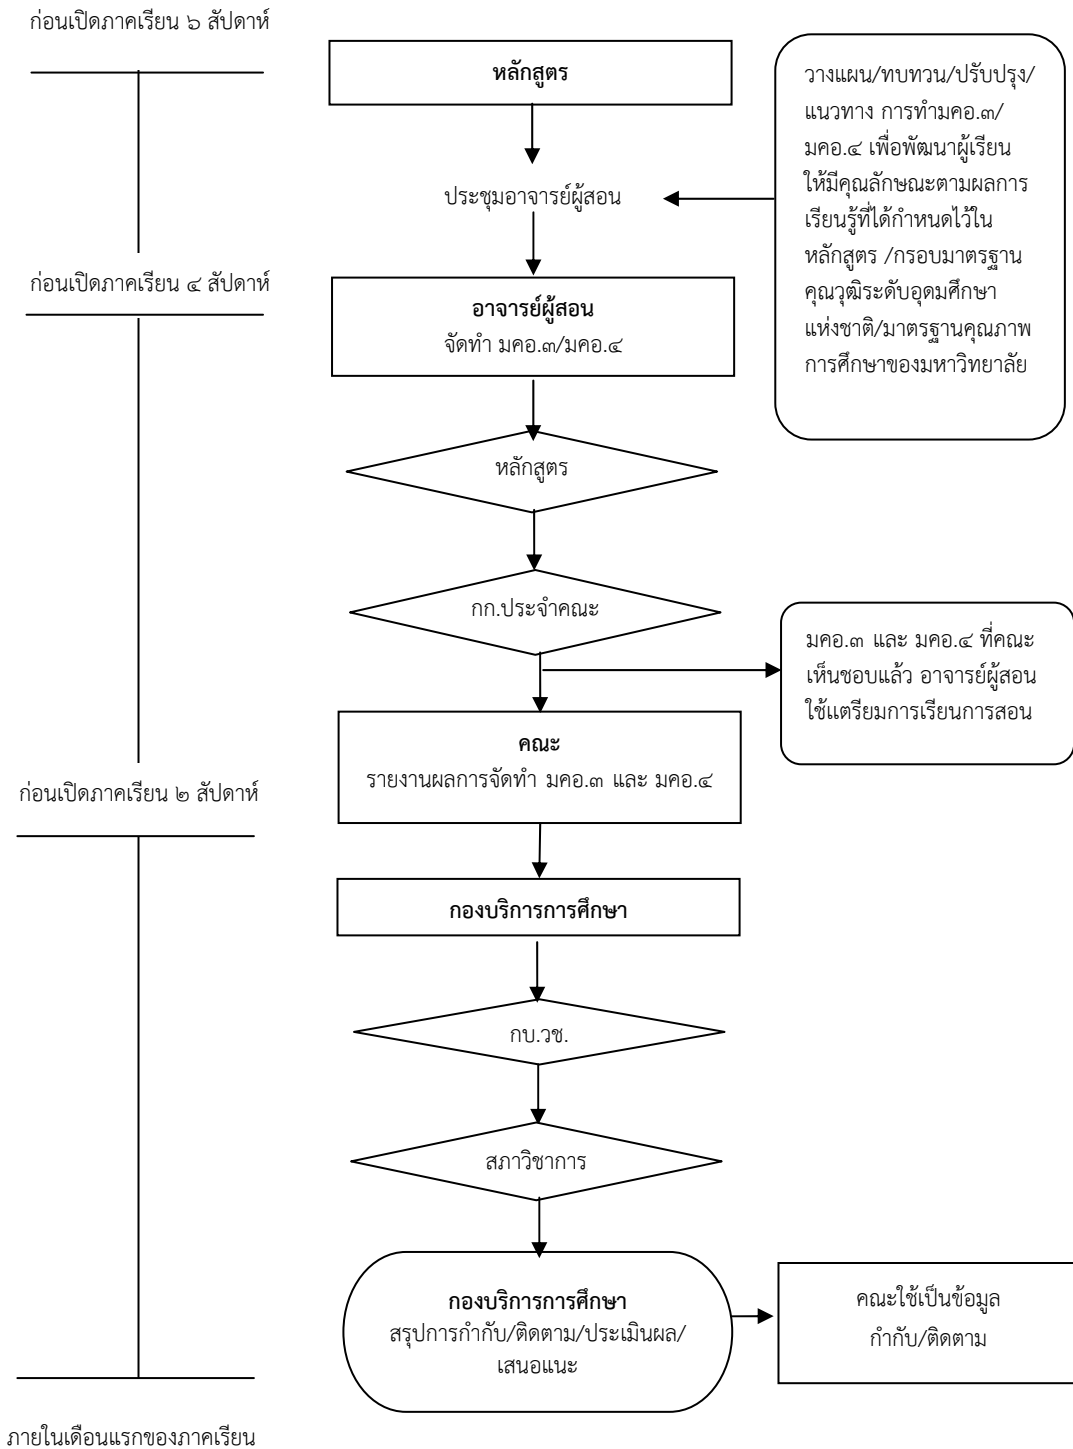 ก่อนเปิดภาคเรียน ๖ สัปดาห์
หลักสูตร
วางแผน/ทบทวน/ปรับปรุง/
แนวทาง การทำมคอ.๓/
มคอ.๔ เพื่อพัฒนาผู้เรียน
ให้มีคุณลักษณะตามผลการ
เรียนรู้ที่ได้กำหนดไว้ใน
หลักสูตร /กรอบมาตรฐาน
คุณวุฒิระดับอุดมศึกษา
แห่งชาติ/มาตรฐานคุณภาพ
การศึกษาของมหาวิทยาลัย
ประชุมอาจารย์ผู้สอน
ก่อนเปิดภาคเรียน ๔ สัปดาห์
อาจารย์ผู้สอน
จัดทำ มคอ.๓/มคอ.๔
หลักสูตร
กก.ประจำคณะ
มคอ.๓ และ มคอ.๔ ที่คณะ
เห็นชอบแล้ว อาจารย์ผู้สอน
ใช้เตรียมการเรียนการสอน
คณะ
รายงานผลการจัดทำ มคอ.๓ และ มคอ.๔
ก่อนเปิดภาคเรียน ๒ สัปดาห์
กองบริการการศึกษา
กบ.วช.
สภาวิชาการ
กองบริการการศึกษา
สรุปการกำกับ/ติดตาม/ประเมินผล/
เสนอแนะ
คณะใช้เป็นข้อมูล
กำกับ/ติดตาม
ภายในเดือนแรกของภาคเรียน